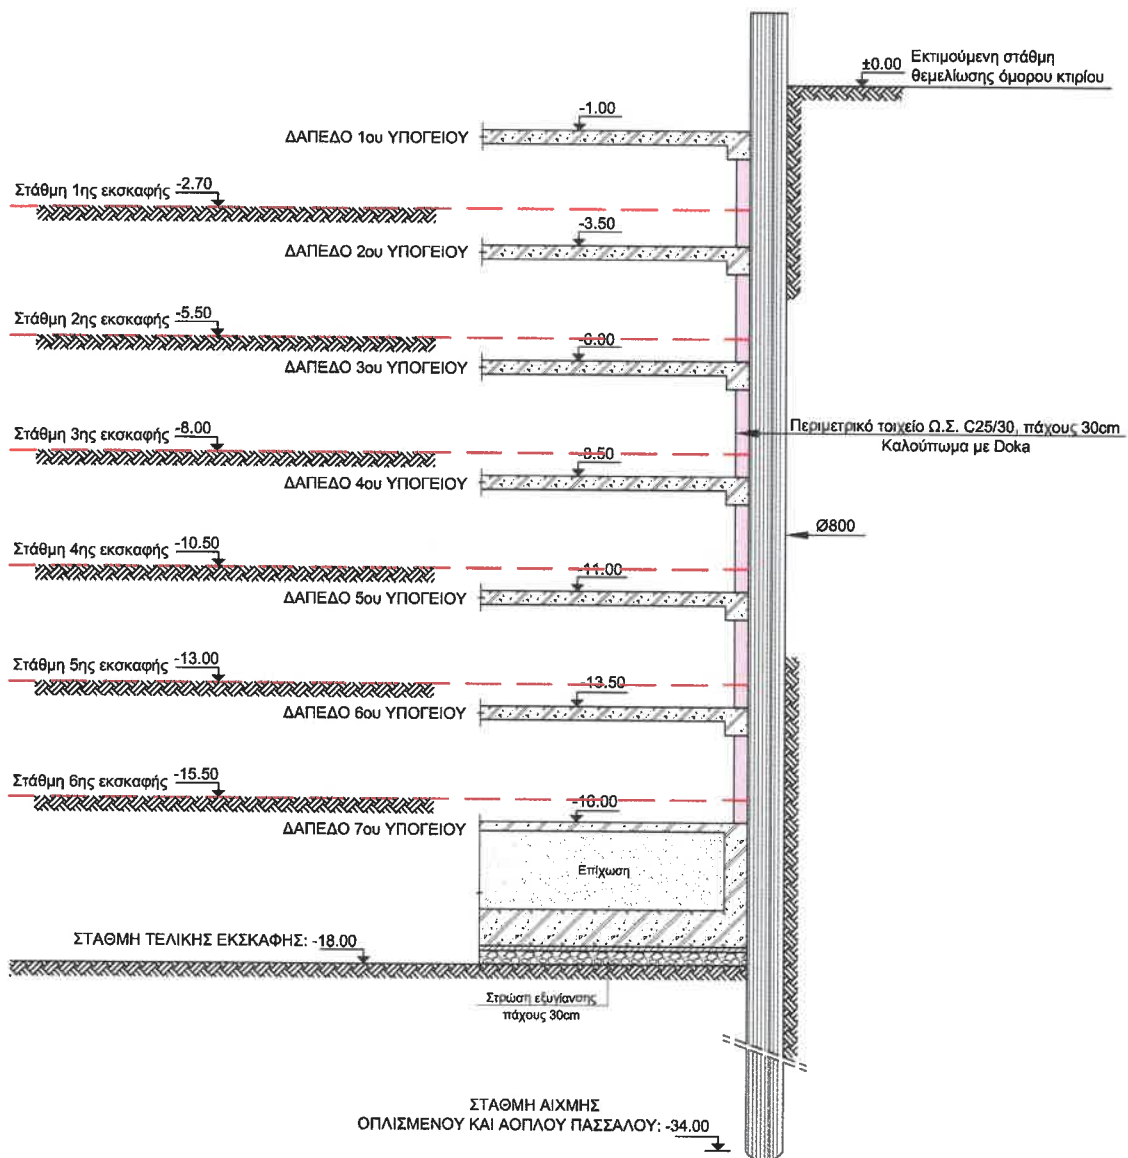 ±0.00
Εκτιμούμενη στάθμη
θεμελίωσης όμορου κτιρίου
-1.00
ΔΑΠΕΔΟ 1ου ΥΠΟΓΕΙΟΥ
Στάθμη 1ης εκσκαφής -2.70
-3.50
ΔΑΠΕΔΟ 2ου ΥΠΟΓΕΙΟΥ
Στάθμη 2ης εκσκαφής -5.50
-6.00
ΔΑΠΕΔΟ 3ου ΥΠΟΓΕΙΟΥ
Περιμετρικό τοιχείο Ω.Σ. C25/30, πάχους 30cm
Καλούπωμα με Doka
Στάθμη 3ης εκσκαφής -8.00
-8.50
ΔΑΠΕΔΟ 4ου ΥΠΟΓΕΙΟΥ
Ø800
Στάθμη 4ης εκσκαφής -10.50
-11.00
ΔΑΠΕΔΟ 5ου ΥΠΟΓΕΙΟΥ
Στάθμη 5ης εκσκαφής -13.00
-13.50
ΔΑΠΕΔΟ 6ου ΥΠΟΓΕΙΟΥ
Στάθμη 6ης εκσκαφής -15.50
-16.00
ΔΑΠΕΔΟ 7ου ΥΠΟΓΕΙΟΥ
Επίχωση
ΣΤΑΘΜΗ ΤΕΛΙΚΗΣ ΕΚΣΚΑΦΗΣ: -18.00
Στρώση εξυγίανσης
πάχους 30cm
ΣΤΑΘΜΗ ΑΙΧΜΗΣ
ΟΠΛΙΣΜΕΝΟΥ ΚΑΙ ΑΟΠΛΟΥ ΠΑΣΣΑΛΟΥ: -34.00